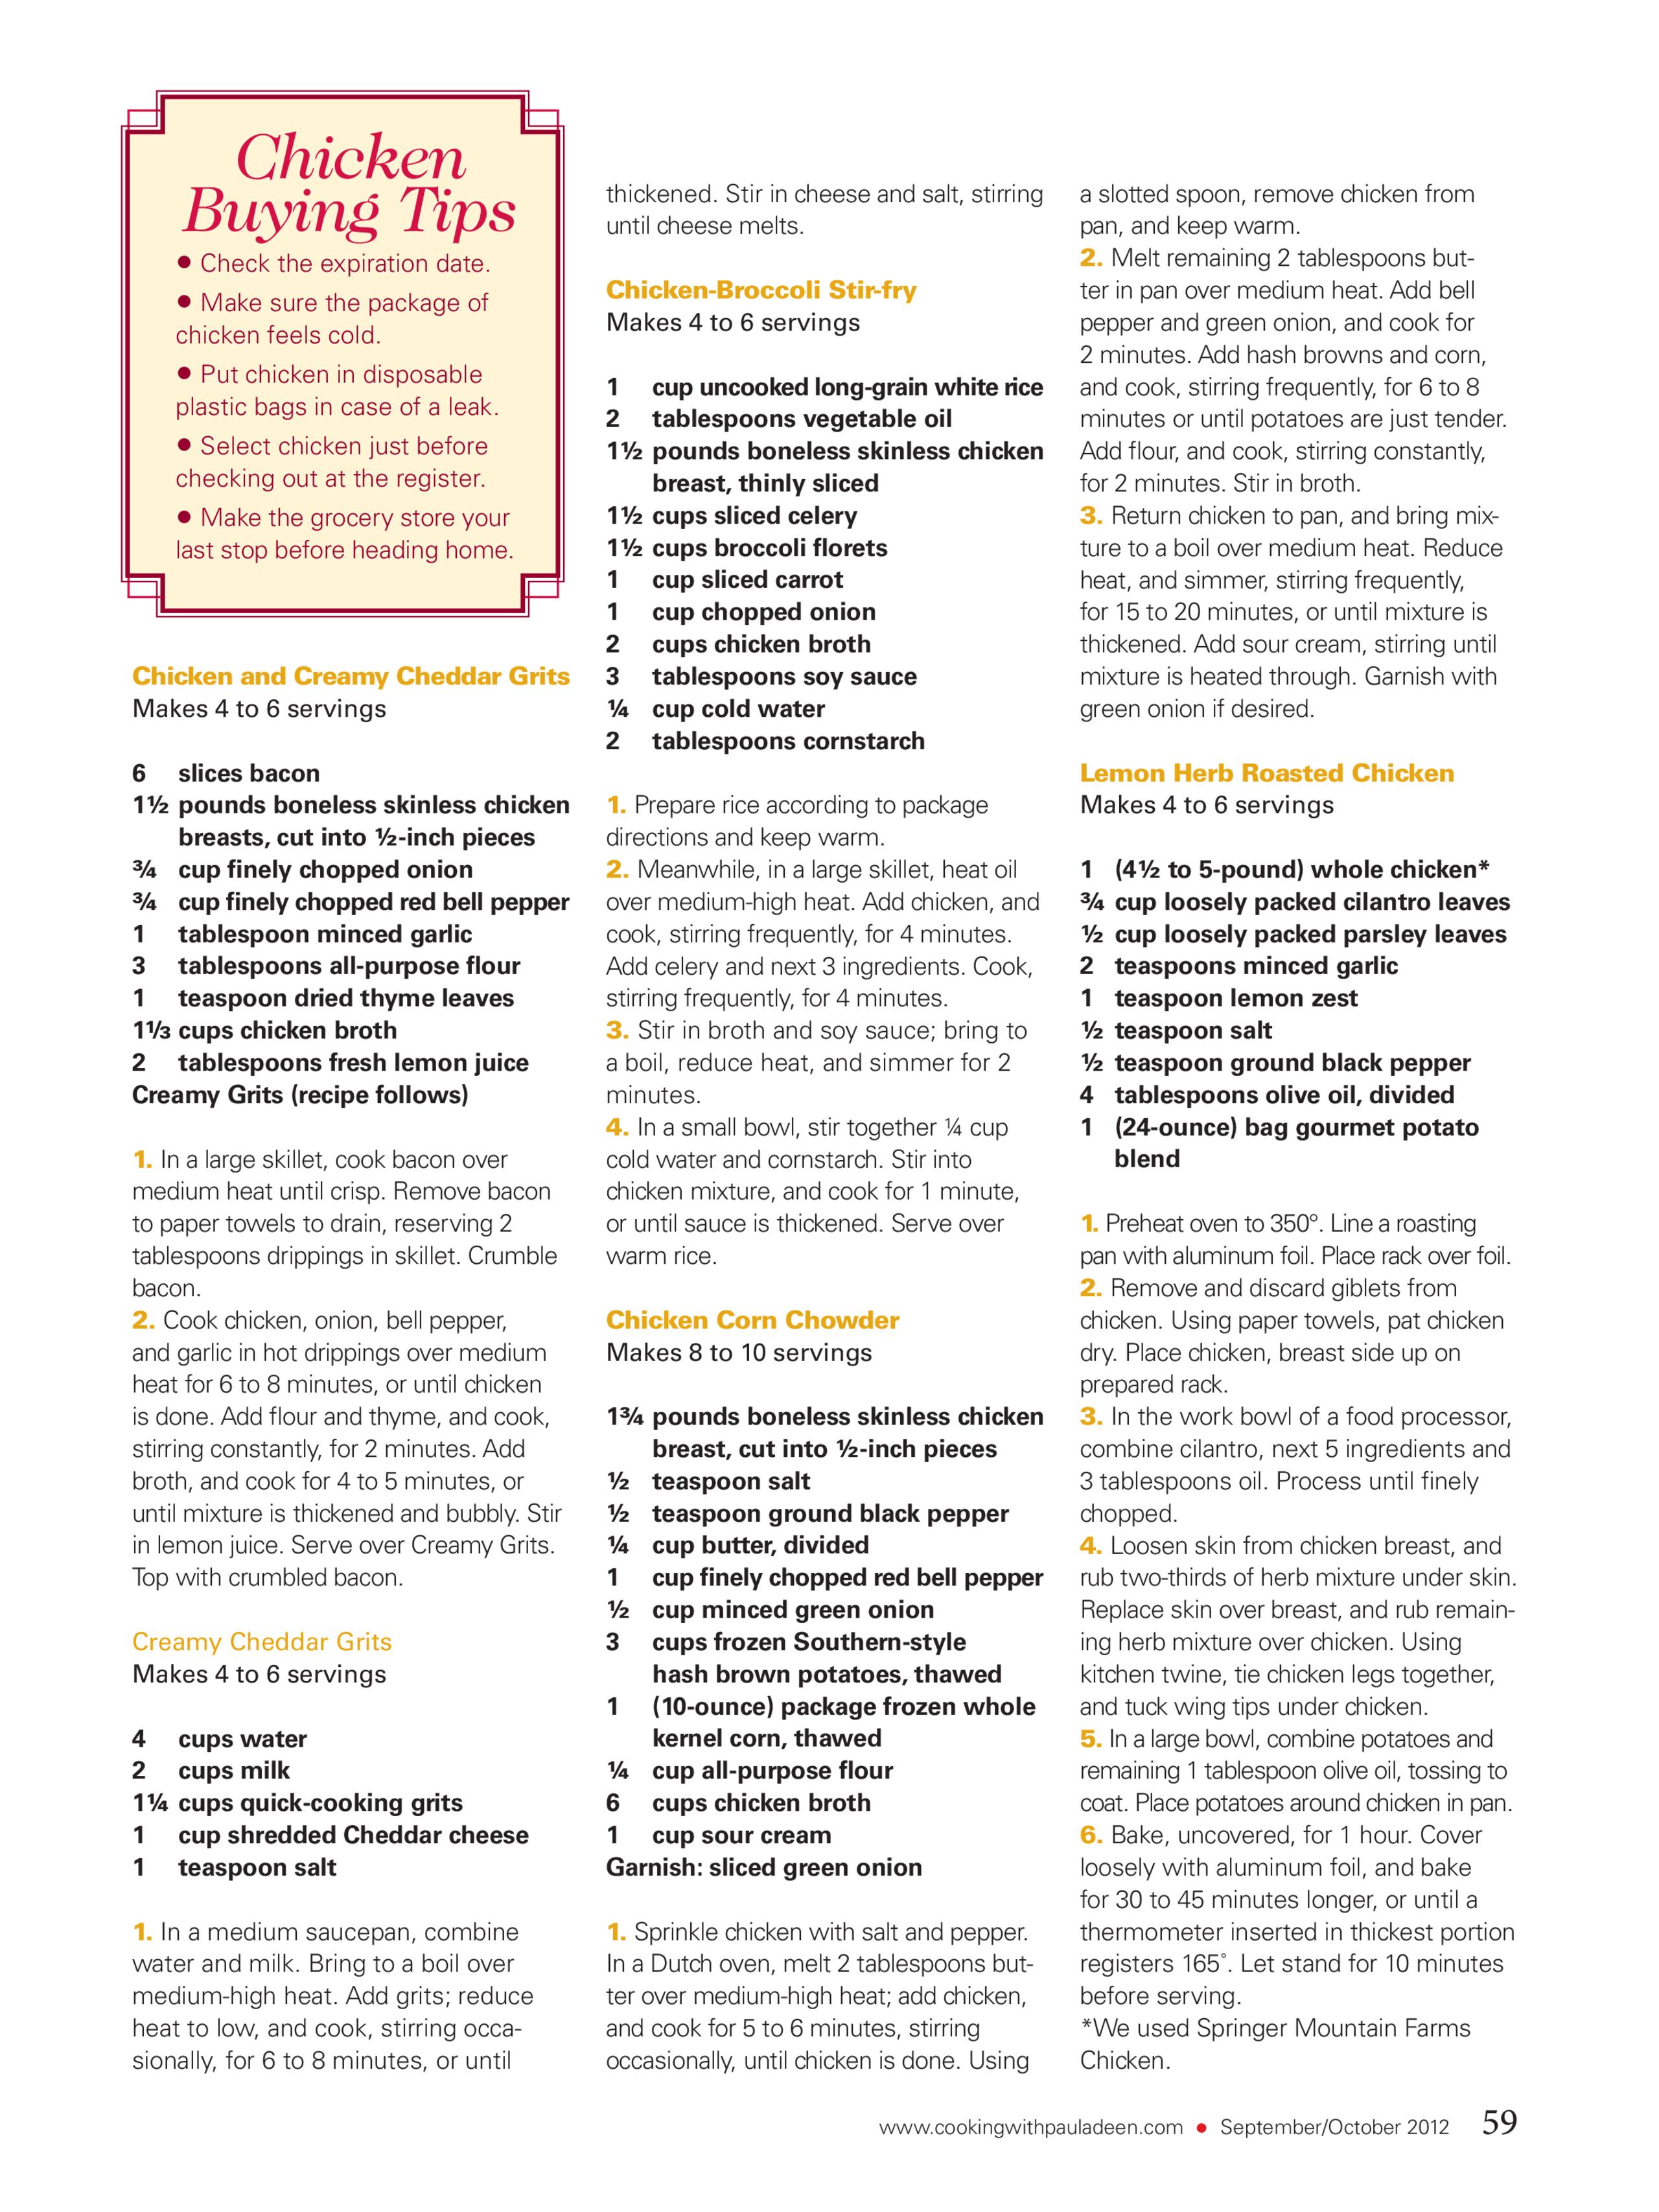 Chicken
Buying Tips
● Check the expiration date.
● Make sure the package of
chicken feels cold.
● Put chicken in disposable
plastic bags in case of a leak.
● Select chicken just before
checking out at the register.
● Make the grocery store your
last stop before heading home.
Chicken and Creamy Cheddar Grits
Makes 4 to 6 servings
6 slices bacon
1½ pounds boneless skinless chicken
breasts, cut into ½-inch pieces
¾ cup finely chopped onion
¾ cup finely chopped red bell pepper
1 tablespoon minced garlic
3 tablespoons all-purpose flour
1 teaspoon dried thyme leaves
1⅓ cups chicken broth
2 tablespoons fresh lemon juice
Creamy Grits (recipe follows)
1. In a large skillet, cook bacon over
medium heat until crisp. Remove bacon
to paper towels to drain, reserving 2
tablespoons drippings in skillet. Crumble
bacon.
2. Cook chicken, onion, bell pepper,
and garlic in hot drippings over medium
heat for 6 to 8 minutes, or until chicken
is done. Add flour and thyme, and cook,
stirring constantly, for 2 minutes. Add
broth, and cook for 4 to 5 minutes, or
until mixture is thickened and bubbly. Stir
in lemon juice. Serve over Creamy Grits.
Top with crumbled bacon.
Creamy Cheddar Grits
Makes 4 to 6 servings
4 cups water
2 cups milk
1¼ cups quick-cooking grits
1 cup shredded Cheddar cheese
1 teaspoon salt
1. In a medium saucepan, combine
water and milk. Bring to a boil over
medium-high heat. Add grits; reduce
heat to low, and cook, stirring occa-
sionally, for 6 to 8 minutes, or until
thickened. Stir in cheese and salt, stirring
until cheese melts.
Chicken-Broccoli Stir-fry
Makes 4 to 6 servings
1 cup uncooked long-grain white rice
2 tablespoons vegetable oil
1½ pounds boneless skinless chicken
breast, thinly sliced
1½ cups sliced celery
1½ cups broccoli florets
1 cup sliced carrot
1 cup chopped onion
2 cups chicken broth
3 tablespoons soy sauce
¼ cup cold water
2 tablespoons cornstarch
1. Prepare rice according to package
directions and keep warm.
2. Meanwhile, in a large skillet, heat oil
over medium-high heat. Add chicken, and
cook, stirring frequently, for 4 minutes.
Add celery and next 3 ingredients. Cook,
stirring frequently, for 4 minutes.
3. Stir in broth and soy sauce; bring to
a boil, reduce heat, and simmer for 2
minutes.
4. In a small bowl, stir together ¼ cup
cold water and cornstarch. Stir into
chicken mixture, and cook for 1 minute,
or until sauce is thickened. Serve over
warm rice.
Chicken Corn Chowder
Makes 8 to 10 servings
1¾ pounds boneless skinless chicken
breast, cut into ½-inch pieces
½ teaspoon salt
½ teaspoon ground black pepper
¼ cup butter, divided
1 cup finely chopped red bell pepper
½ cup minced green onion
3 cups frozen Southern-style
hash brown potatoes, thawed
1 (10-ounce) package frozen whole
kernel corn, thawed
¼ cup all-purpose flour
6 cups chicken broth
1 cup sour cream
Garnish: sliced green onion
1. Sprinkle chicken with salt and pepper.
In a Dutch oven, melt 2 tablespoons but-
ter over medium-high heat; add chicken,
and cook for 5 to 6 minutes, stirring
occasionally, until chicken is done. Using
a slotted spoon, remove chicken from
pan, and keep warm.
2. Melt remaining 2 tablespoons but-
ter in pan over medium heat. Add bell
pepper and green onion, and cook for
2 minutes. Add hash browns and corn,
and cook, stirring frequently, for 6 to 8
minutes or until potatoes are just tender.
Add flour, and cook, stirring constantly,
for 2 minutes. Stir in broth.
3. Return chicken to pan, and bring mix-
ture to a boil over medium heat. Reduce
heat, and simmer, stirring frequently,
for 15 to 20 minutes, or until mixture is
thickened. Add sour cream, stirring until
mixture is heated through. Garnish with
green onion if desired.
Lemon Herb Roasted Chicken
Makes 4 to 6 servings
1 (4½ to 5-pound) whole chicken*
¾ cup loosely packed cilantro leaves
½ cup loosely packed parsley leaves
2 teaspoons minced garlic
1 teaspoon lemon zest
½ teaspoon salt
½ teaspoon ground black pepper
4 tablespoons olive oil, divided
1 (24-ounce) bag gourmet potato
blend
1. Preheat oven to 350°. Line a roasting
pan with aluminum foil. Place rack over foil.
2. Remove and discard giblets from
chicken. Using paper towels, pat chicken
dry. Place chicken, breast side up on
prepared rack.
3. In the work bowl of a food processor,
combine cilantro, next 5 ingredients and
3 tablespoons oil. Process until finely
chopped.
4. Loosen skin from chicken breast, and
rub two-thirds of herb mixture under skin.
Replace skin over breast, and rub remain-
ing herb mixture over chicken. Using
kitchen twine, tie chicken legs together,
and tuck wing tips under chicken.
5. In a large bowl, combine potatoes and
remaining 1 tablespoon olive oil, tossing to
coat. Place potatoes around chicken in pan.
6. Bake, uncovered, for 1 hour. Cover
loosely with aluminum foil, and bake
for 30 to 45 minutes longer, or until a
thermometer inserted in thickest portion
registers 165˚. Let stand for 10 minutes
before serving.
*We used Springer Mountain Farms
Chicken.
www.cookingwithpauladeen.com ● September/October 2012 59